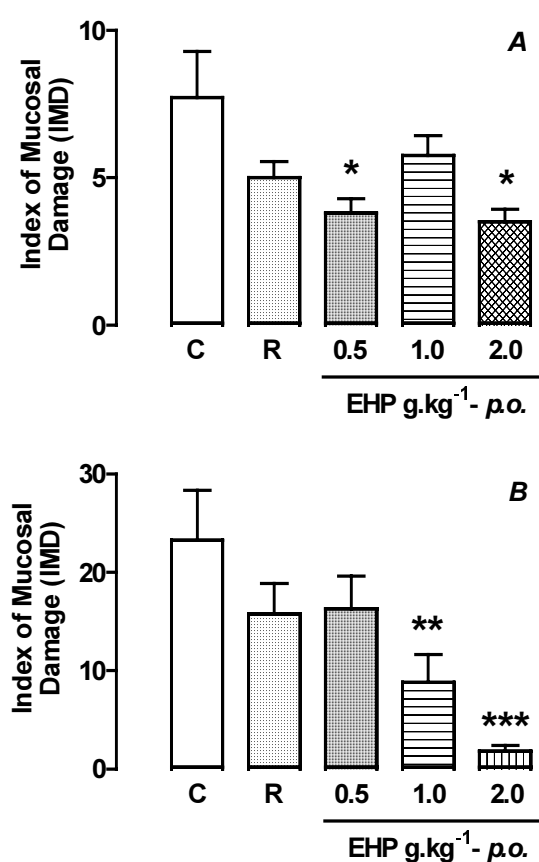 A
Index of Mucosal
Damage (IMD)
10
5
0
*
*
C R 0.5 1.0 2.0
EHP g.kg-1- p.o.
B
Index of Mucosal
Damage (IMD)
30
20
10
0
**
***
C R 0.5 1.0 2.0
EHP g.kg-1- p.o.